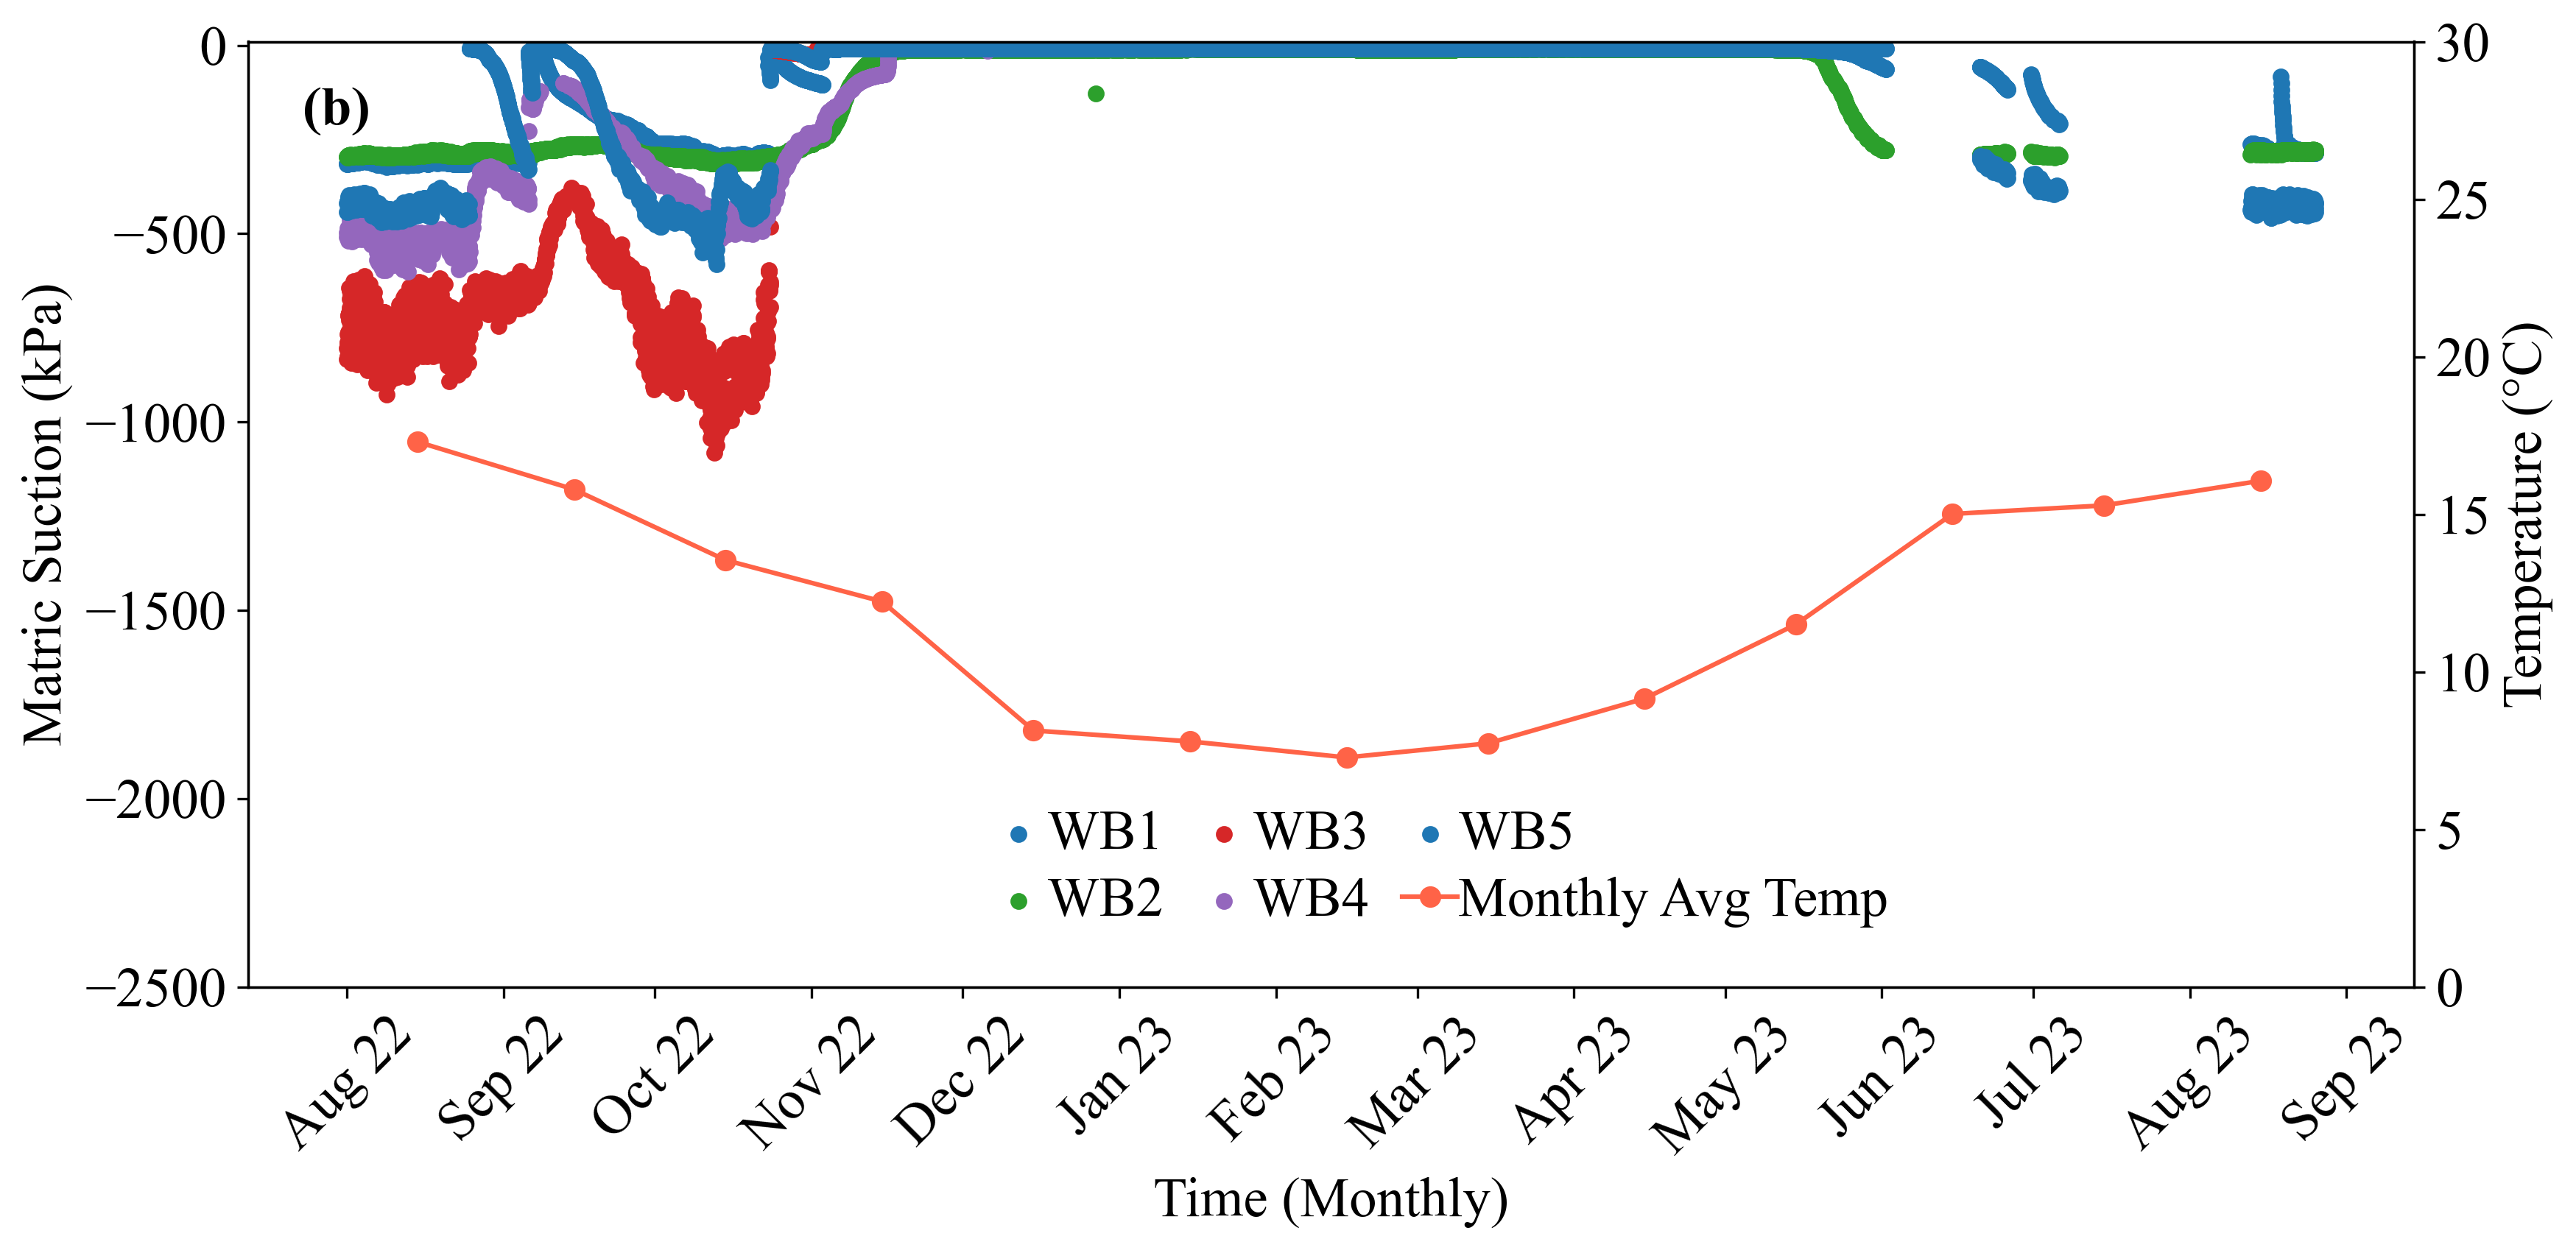 (b)
Matric Suction (kPa)
0
−500
−1000
−1500
−2000
−2500
30
25
20
15
10
5
0
Temperature (°C)
WB1
WB3
WB5
WB2
WB4
Monthly Avg Temp
Aug 22
Sep 22
Oct 22
Nov 22
Dec 22
Jan 23
Feb 23
Mar 23
Apr 23
May 23
Jun 23
Jul 23
Aug 23
Sep 23
Time (Monthly)